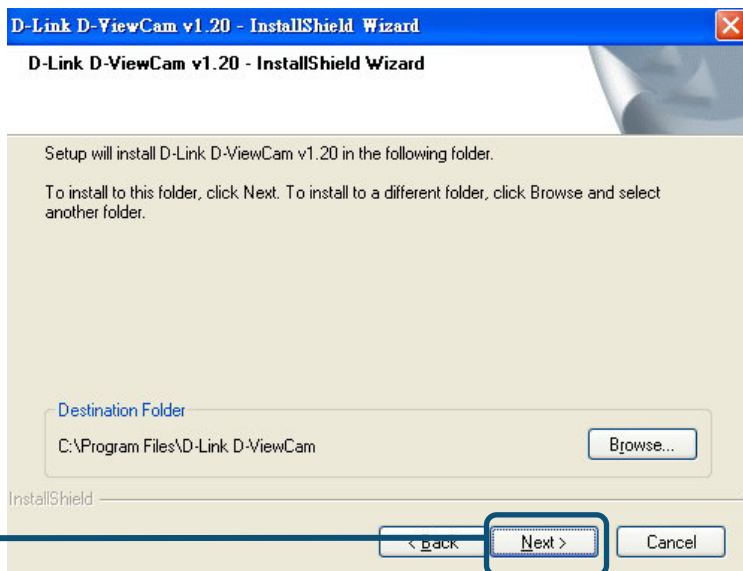 D-Link D-ViewCam v1.20 - InstallShield Wizard
D-Link D-ViewCam v1.20 - InstallShield Wizard
Setup will install D-Link D-ViewCam v1.20 in the following folder.
To install to this folder, click Next. To install to a different folder, click Browse and select
another folder.
Destination Folder
C:\Program Files\D-Link D-ViewCam
Browse...
InstallShield
< Back
Next >
Cancel